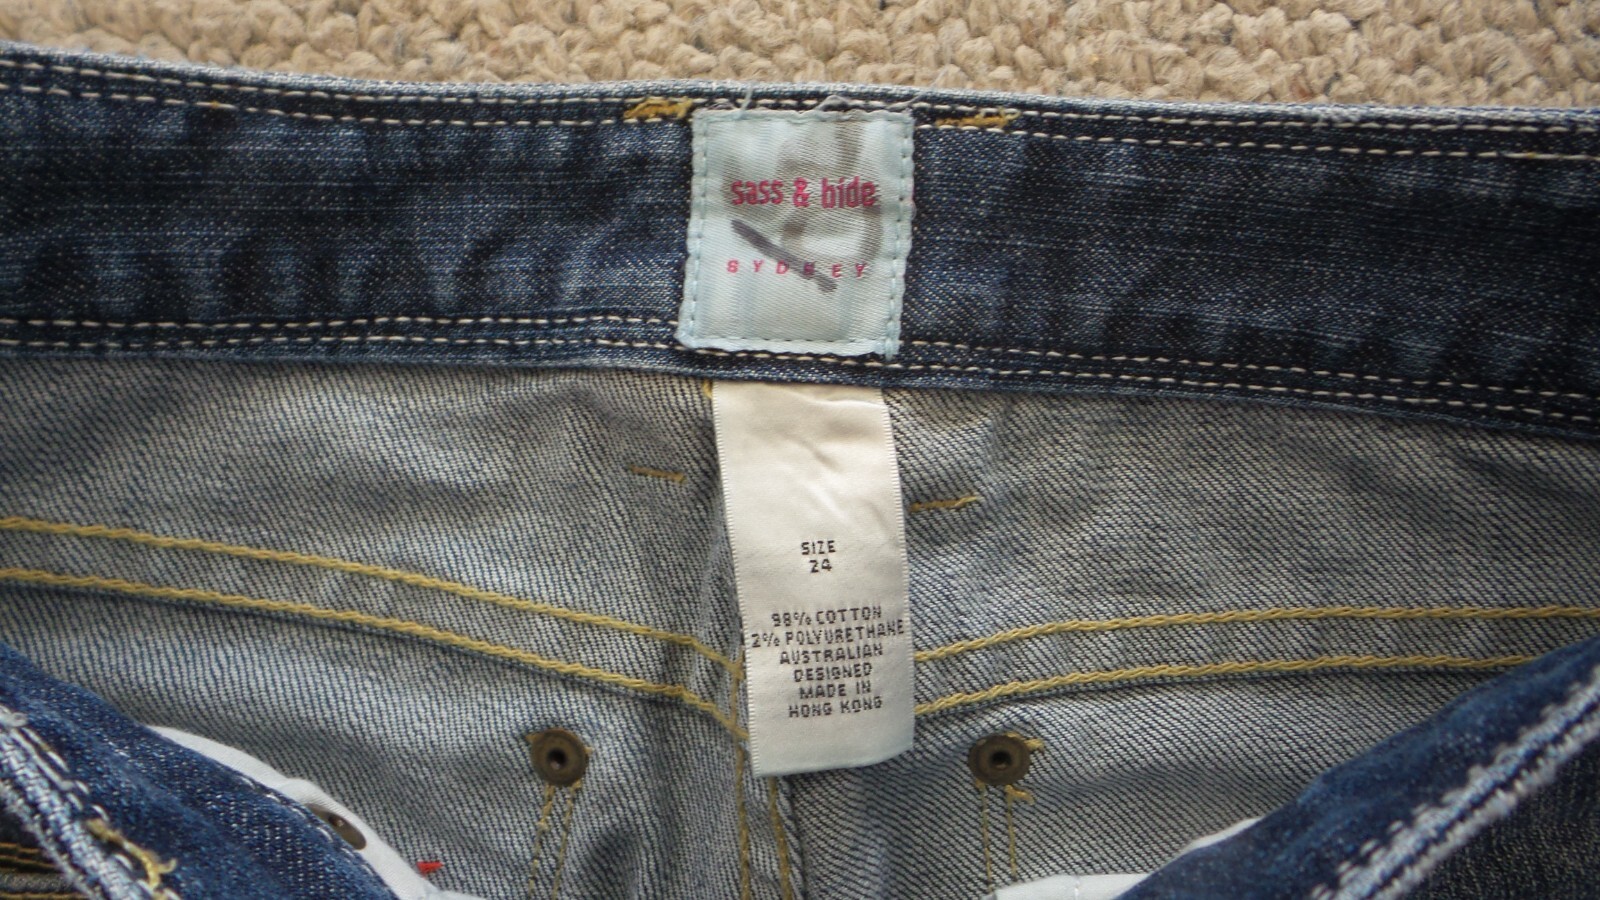 sass & bide
SYDNEY
SIZE
24
98% COTTON
2% POLYURETHANE
AUSTRALIAN
DESIGNED
MADE IN
HONG KONG